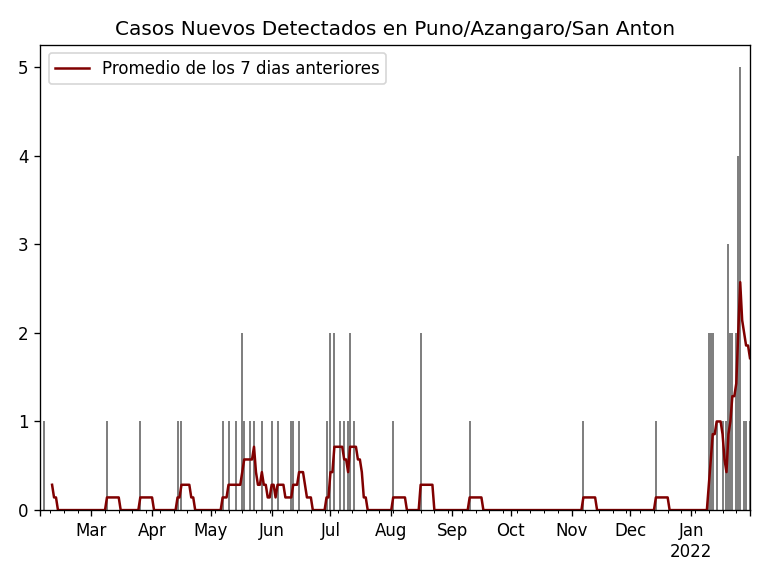 Casos Nuevos Detectados en Puno/Azangaro/San Anton
Promedio de los 7 dias anteriores
5
4
3
2
1
0
Mar Apr May Jun Jul Aug Sep Oct Nov Dec Jan
2022